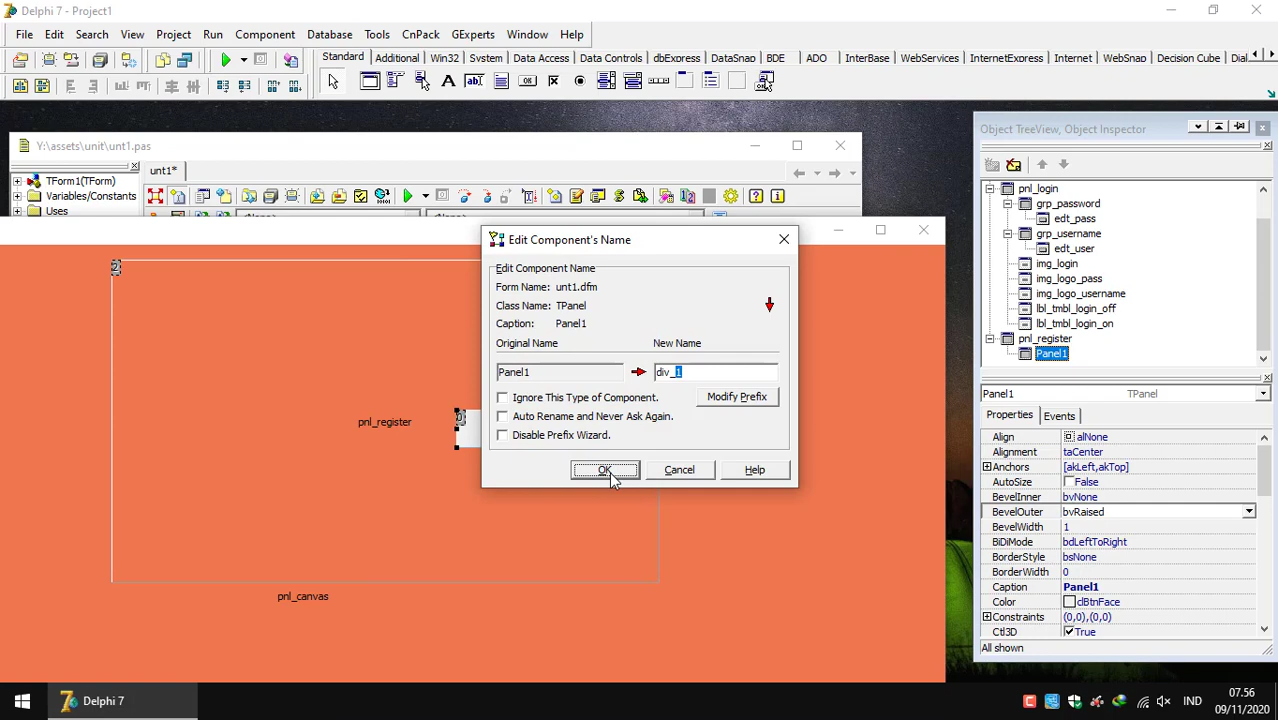 Delphi 7 - Project1
File Edit Search View Project Run Component Database Tools CnPack GExperts Window Help
Standard Additional Win32 System Data Access Data Controls dbExpress DataSnap BDE ADO InterBase WebServices InternetExpress Internet WebSnap Decision Cube
Object TreeView, Object Inspector
Y:\assets\unit\unt1.pas
unt1*
TForm1(TForm)
Variables/Constants
Uses
pnl_login
grp_password
edt_pass
grp_username
edt_user
img_login
img_logo_pass
img_logo_username
lbl_tmbl_login_off
lbl_tmbl_login_on
pnl_register
Panel1
Edit Component's Name
Edit Component Name
Form Name: unt1.dfm
Class Name: TPanel
Caption: Panel1
Original Name New Name
Panel1 div_1
Ignore This Type of Component. Modify Prefix
Auto Rename and Never Ask Again.
Disable Prefix Wizard.
OK Cancel Help
2
0
pnl_register
pnl_canvas
Panel1 TPanel
Properties Events
Align alNone
Alignment taCenter
Anchors [akLeft,akTop]
AutoSize False
BevelInner bvNone
BevelOuter bvRaised
BevelWidth 1
BiDiMode bdLeftToRight
BorderStyle bsNone
BorderWidth 0
Caption Panel1
Color clBtnFace
Constraints (0,0),(0,0)
Ctl3D True
All shown
Delphi 7
IND
07.56
09/11/2020